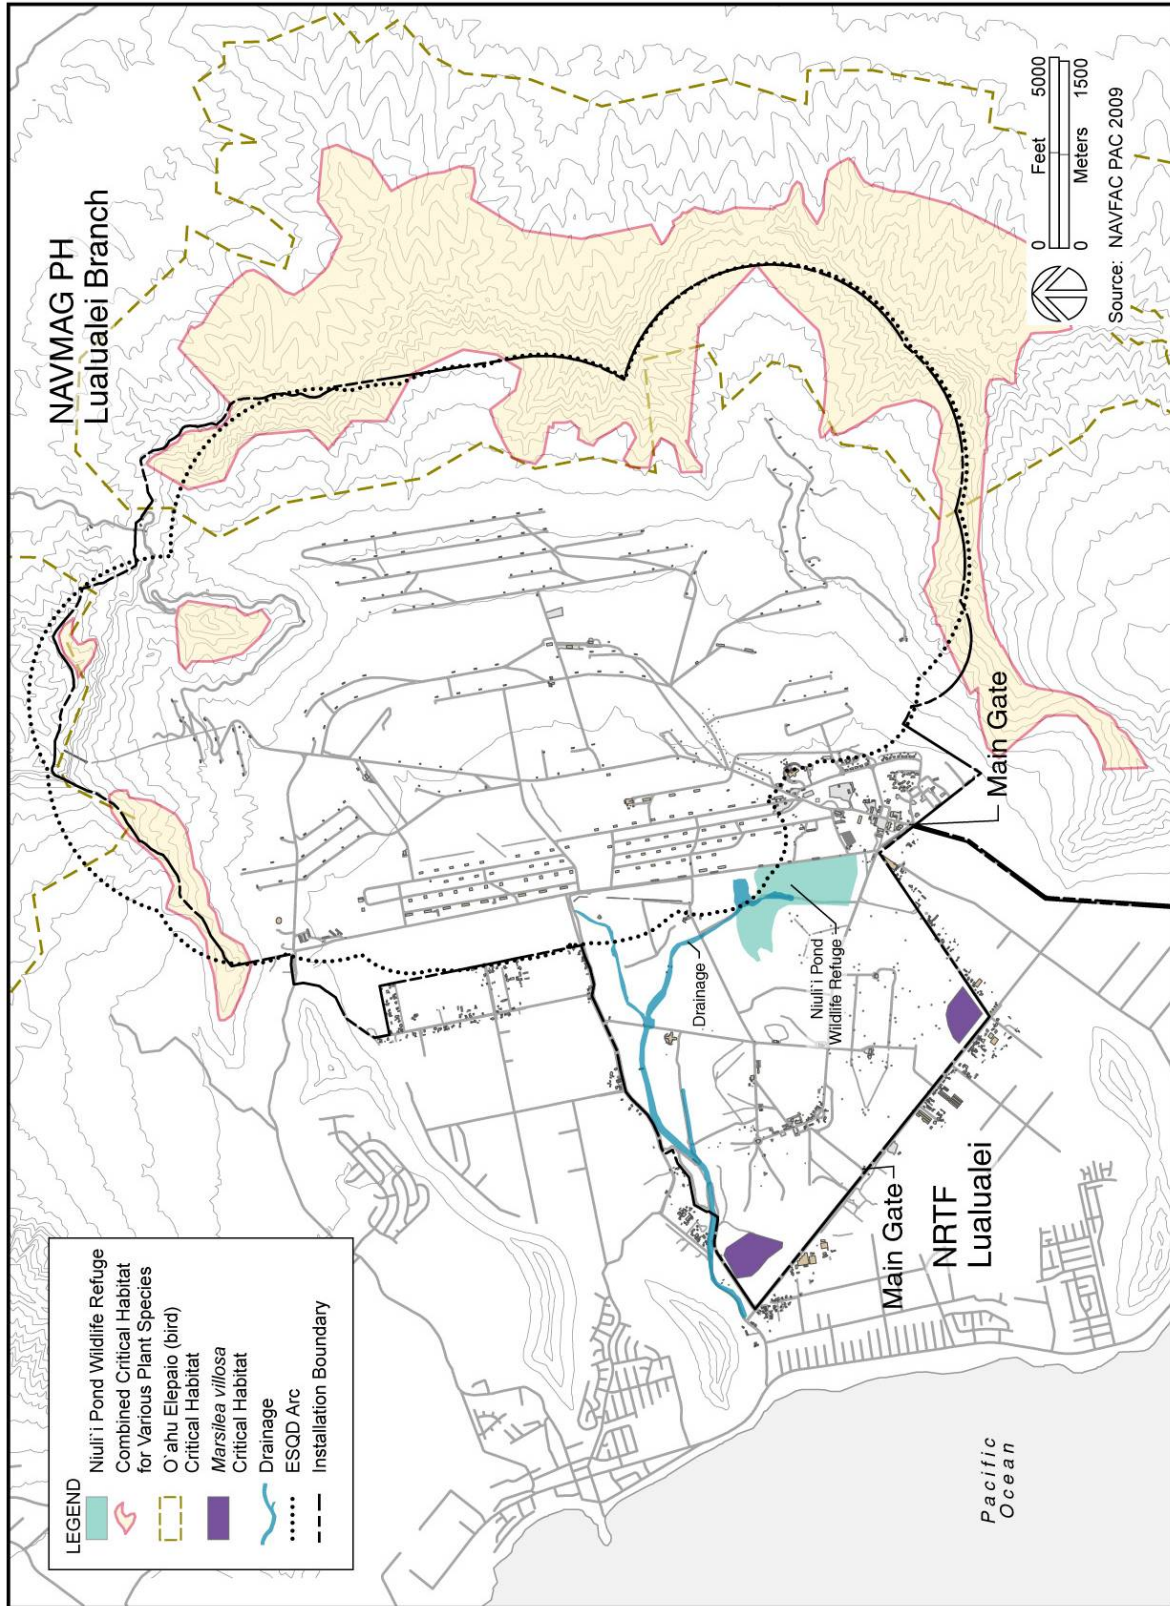 NAVMAG PH
Lualualei Branch
0 Feet 5000
0 Meters 1500
Source: NAVFAC PAC 2009
Main Gate
Drainage
Niuli`i Pond
Wildlife Refuge
Main Gate
NRTF
Lualualei
Pacific
Ocean
LEGEND
Niuli`i Pond Wildlife Refuge
Combined Critical Habitat
for Various Plant Species
O`ahu Elepaio (bird)
Critical Habitat
Marsilea villosa
Critical Habitat
Drainage
ESQD Arc
Installation Boundary